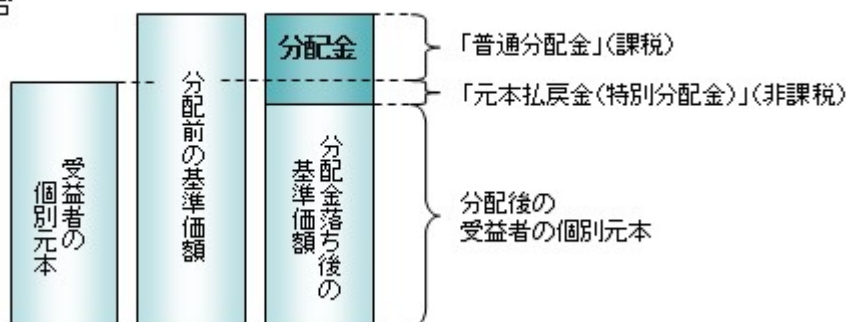 分配金
「普通分配金」(課税)
「元本払戻金(特別分配金)」(非課税)
受益者の
個別元本
分配前の基準価額
分配金落ち後の
基準価額
分配後の
受益者の個別元本